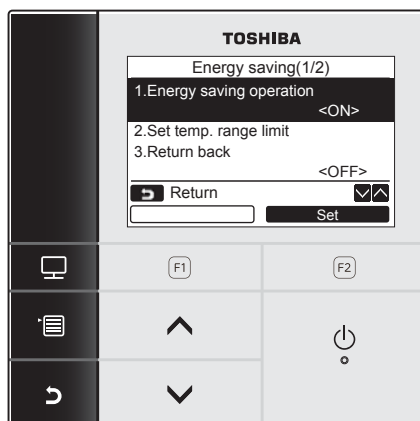 TOSHIBA
Energy saving(1/2)
1.Energy saving operation
<ON>
2.Set temp. range limit
3.Return back
<OFF>
Return
Set
F1
F2